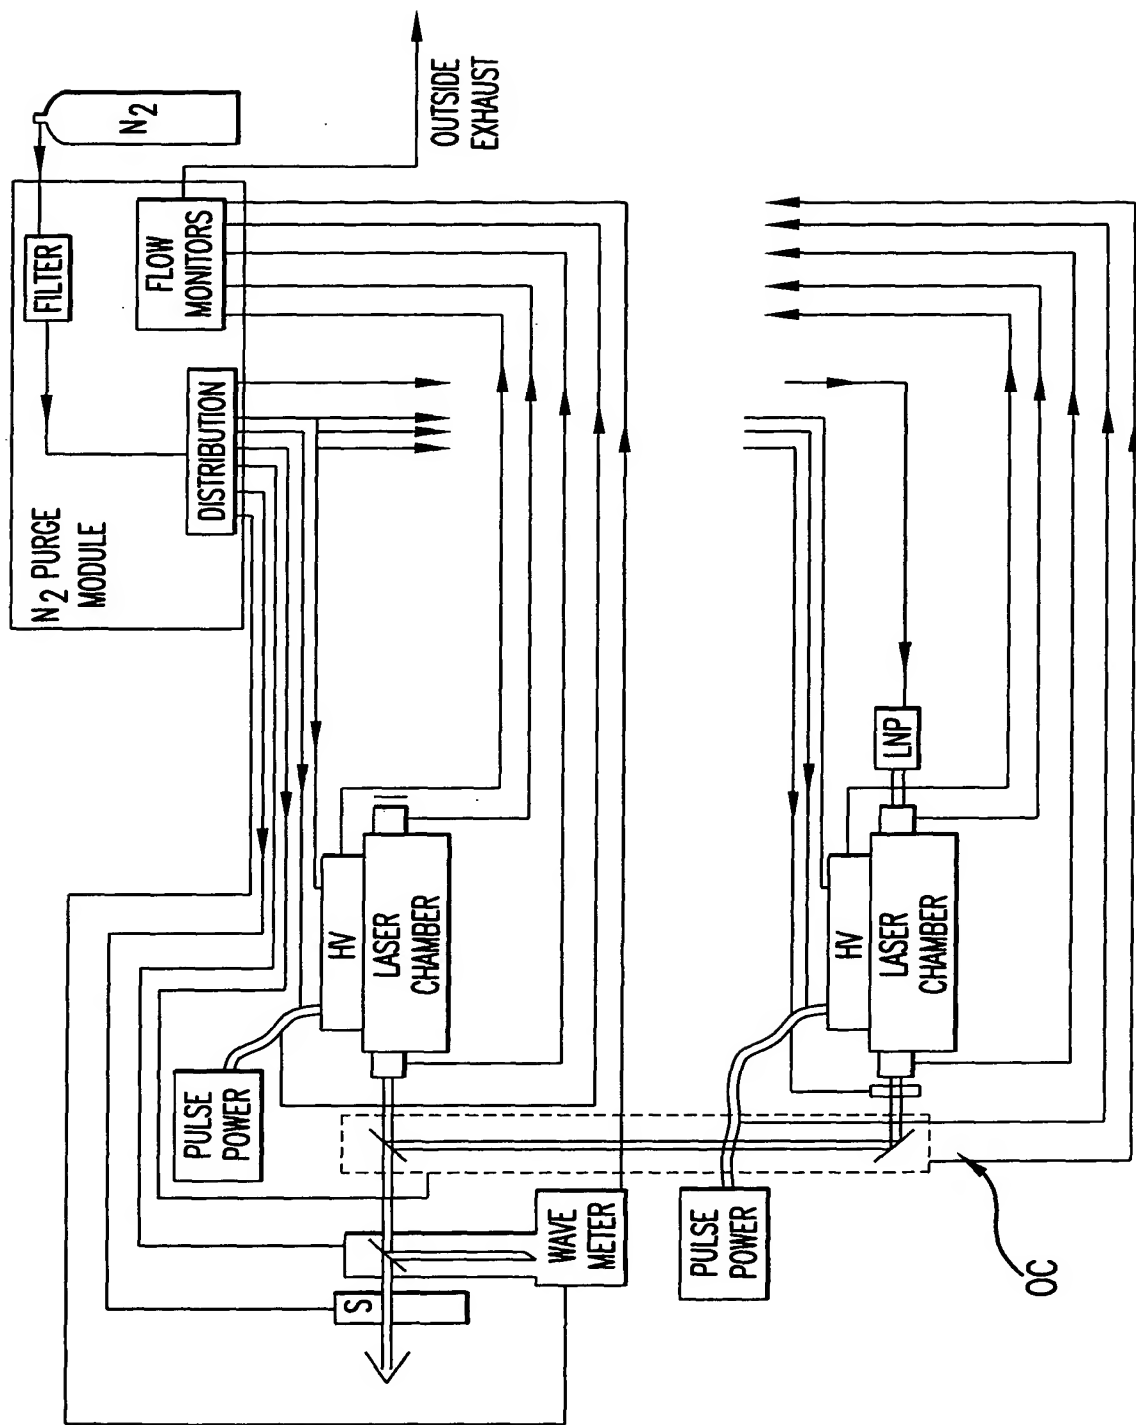 N2 PURGE
MODULE
FILTER
N2
DISTRIBUTION
FLOW
MONITORS
OUTSIDE
EXHAUST
PULSE
POWER
HV
LASER
CHAMBER
S
WAVE
METER
PULSE
POWER
HV
LASER
CHAMBER
LNP
OC